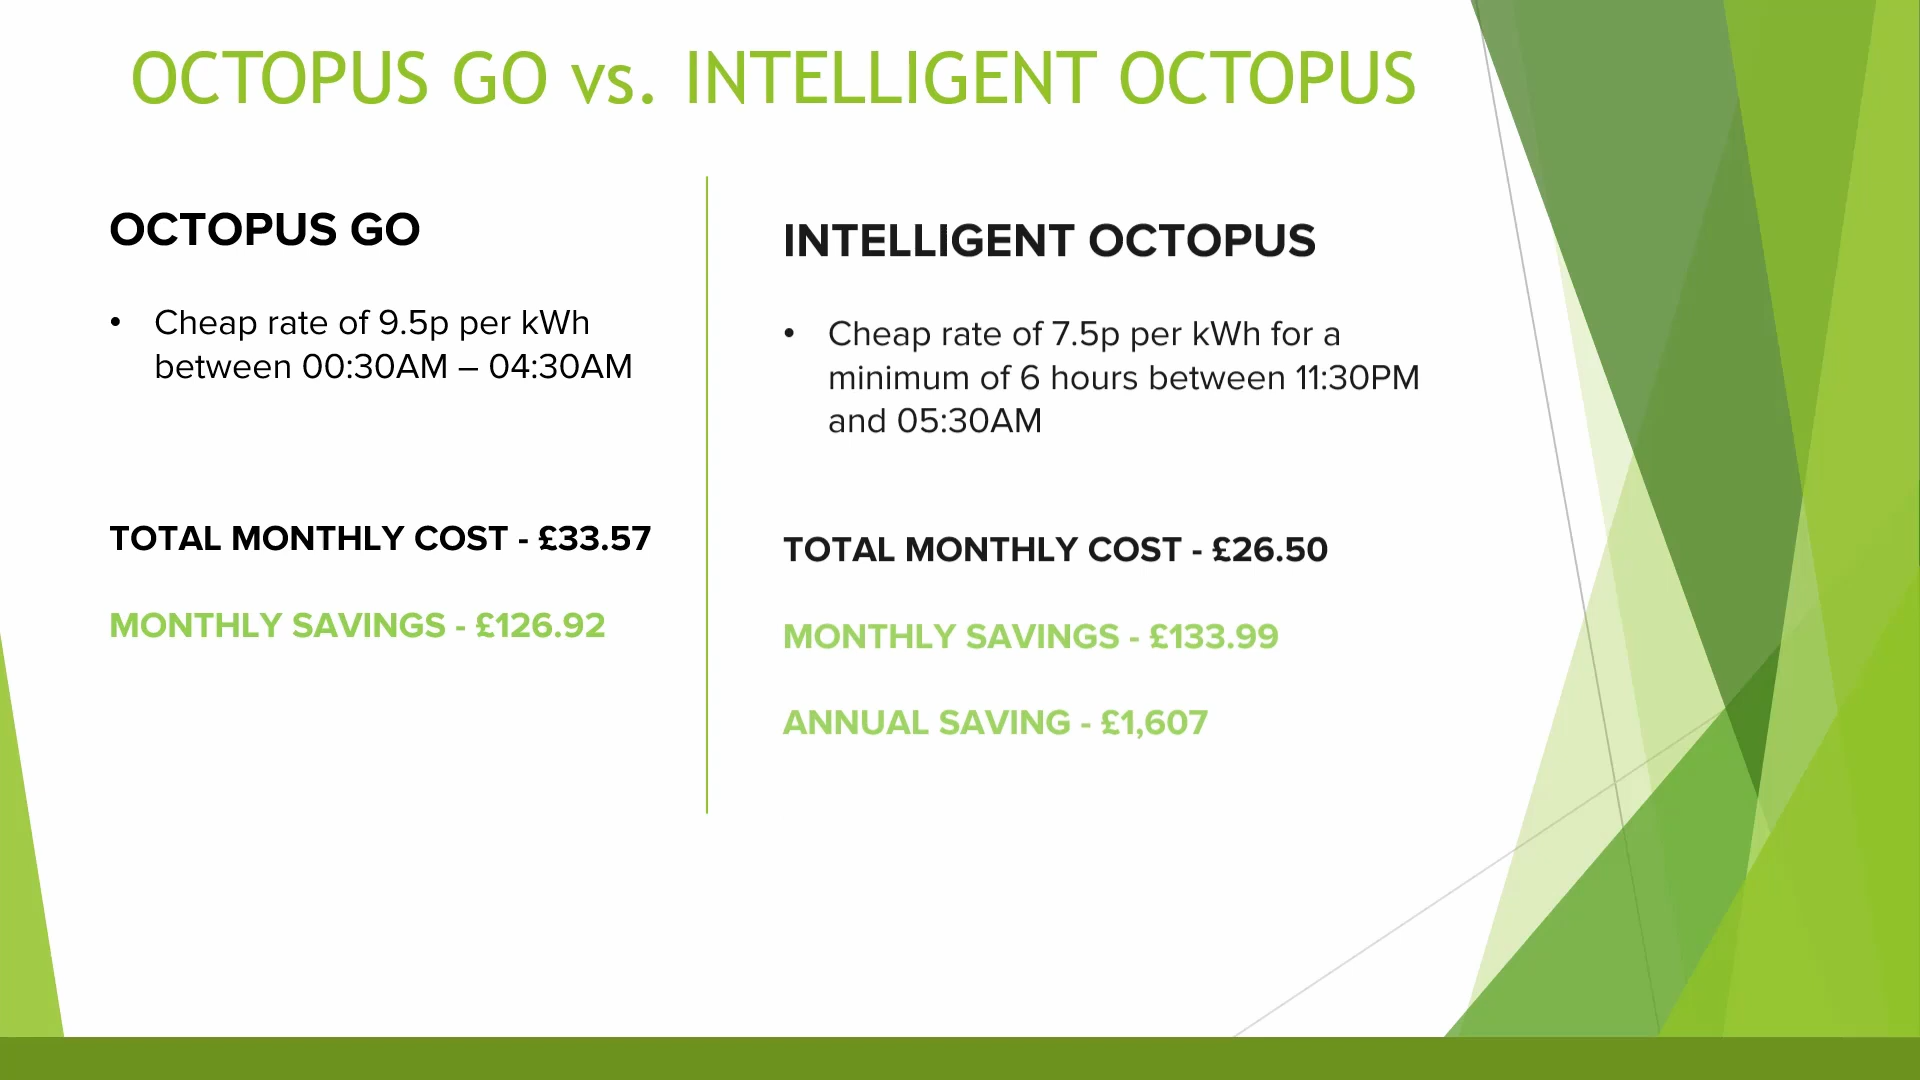 OCTOPUS GO vs. INTELLIGENT OCTOPUS
OCTOPUS GO
• Cheap rate of 9.5p per kWh
between 00:30AM – 04:30AM
TOTAL MONTHLY COST - £33.57
MONTHLY SAVINGS - £126.92
INTELLIGENT OCTOPUS
• Cheap rate of 7.5p per kWh for a
minimum of 6 hours between 11:30PM
and 05:30AM
TOTAL MONTHLY COST - £26.50
MONTHLY SAVINGS - £133.99
ANNUAL SAVING - £1,607